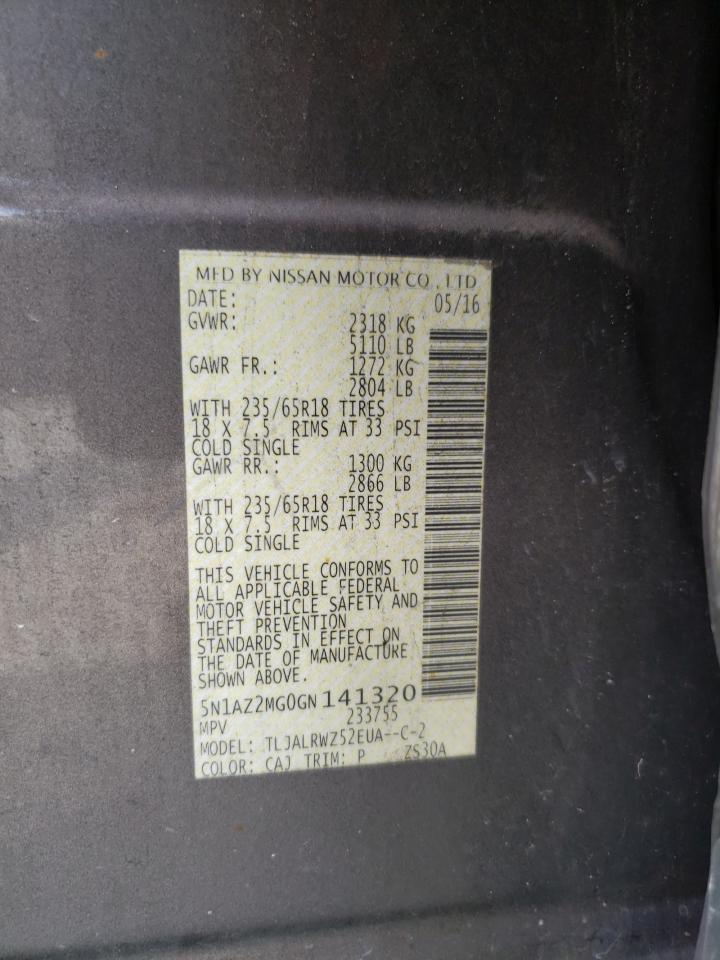 MFD BY NISSAN MOTOR CO., LTD
DATE: 05/16
GVWR: 2318 KG
5110 LB
GAWR FR.: 1272 KG
2804 LB
WITH 235/65R18 TIRES
18 X 7.5 RIMS AT 33 PSI
COLD SINGLE
GAWR RR.: 1300 KG
2866 LB
WITH 235/65R18 TIRES
18 X 7.5 RIMS AT 33 PSI
COLD SINGLE
THIS VEHICLE CONFORMS TO
ALL APPLICABLE FEDERAL
MOTOR VEHICLE SAFETY AND
THEFT PREVENTION
STANDARDS IN EFFECT ON
THE DATE OF MANUFACTURE
SHOWN ABOVE.
5N1AZ2MG0GN141320
MPV 233755
MODEL: TLJALRWZ52EUA--C-2
COLOR: CAJ TRIM: P ZS30A